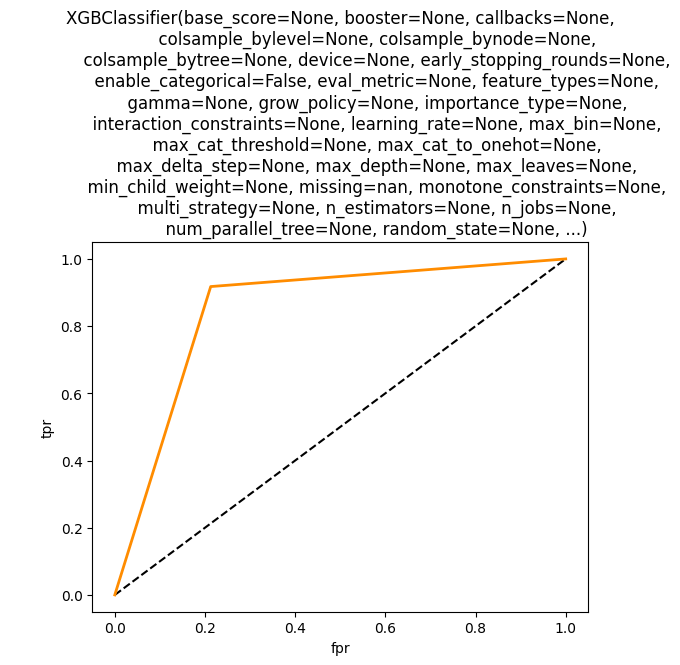 XGBClassifier(base_score=None, booster=None, callbacks=None,
colsample_bylevel=None, colsample_bynode=None,
colsample_bytree=None, device=None, early_stopping_rounds=None,
enable_categorical=False, eval_metric=None, feature_types=None,
gamma=None, grow_policy=None, importance_type=None,
interaction_constraints=None, learning_rate=None, max_bin=None,
max_cat_threshold=None, max_cat_to_onehot=None,
max_delta_step=None, max_depth=None, max_leaves=None,
min_child_weight=None, missing=nan, monotone_constraints=None,
multi_strategy=None, n_estimators=None, n_jobs=None,
num_parallel_tree=None, random_state=None, ...)
1.0
0.8
0.6
0.4
0.2
0.0
tpr
0.0 0.2 0.4 0.6 0.8 1.0
fpr